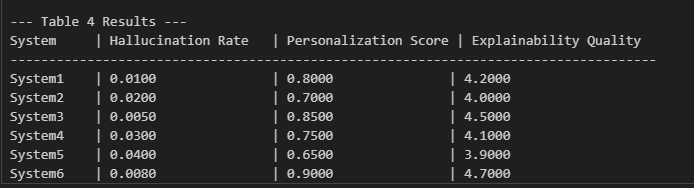 --- Table 4 Results ---
System | Hallucination Rate | Personalization Score | Explainability Quality
--------------------------------------------------------------------------------
System1 | 0.0100 | 0.8000 | 4.2000
System2 | 0.0200 | 0.7000 | 4.0000
System3 | 0.0050 | 0.8500 | 4.5000
System4 | 0.0300 | 0.7500 | 4.1000
System5 | 0.0400 | 0.6500 | 3.9000
System6 | 0.0080 | 0.9000 | 4.7000